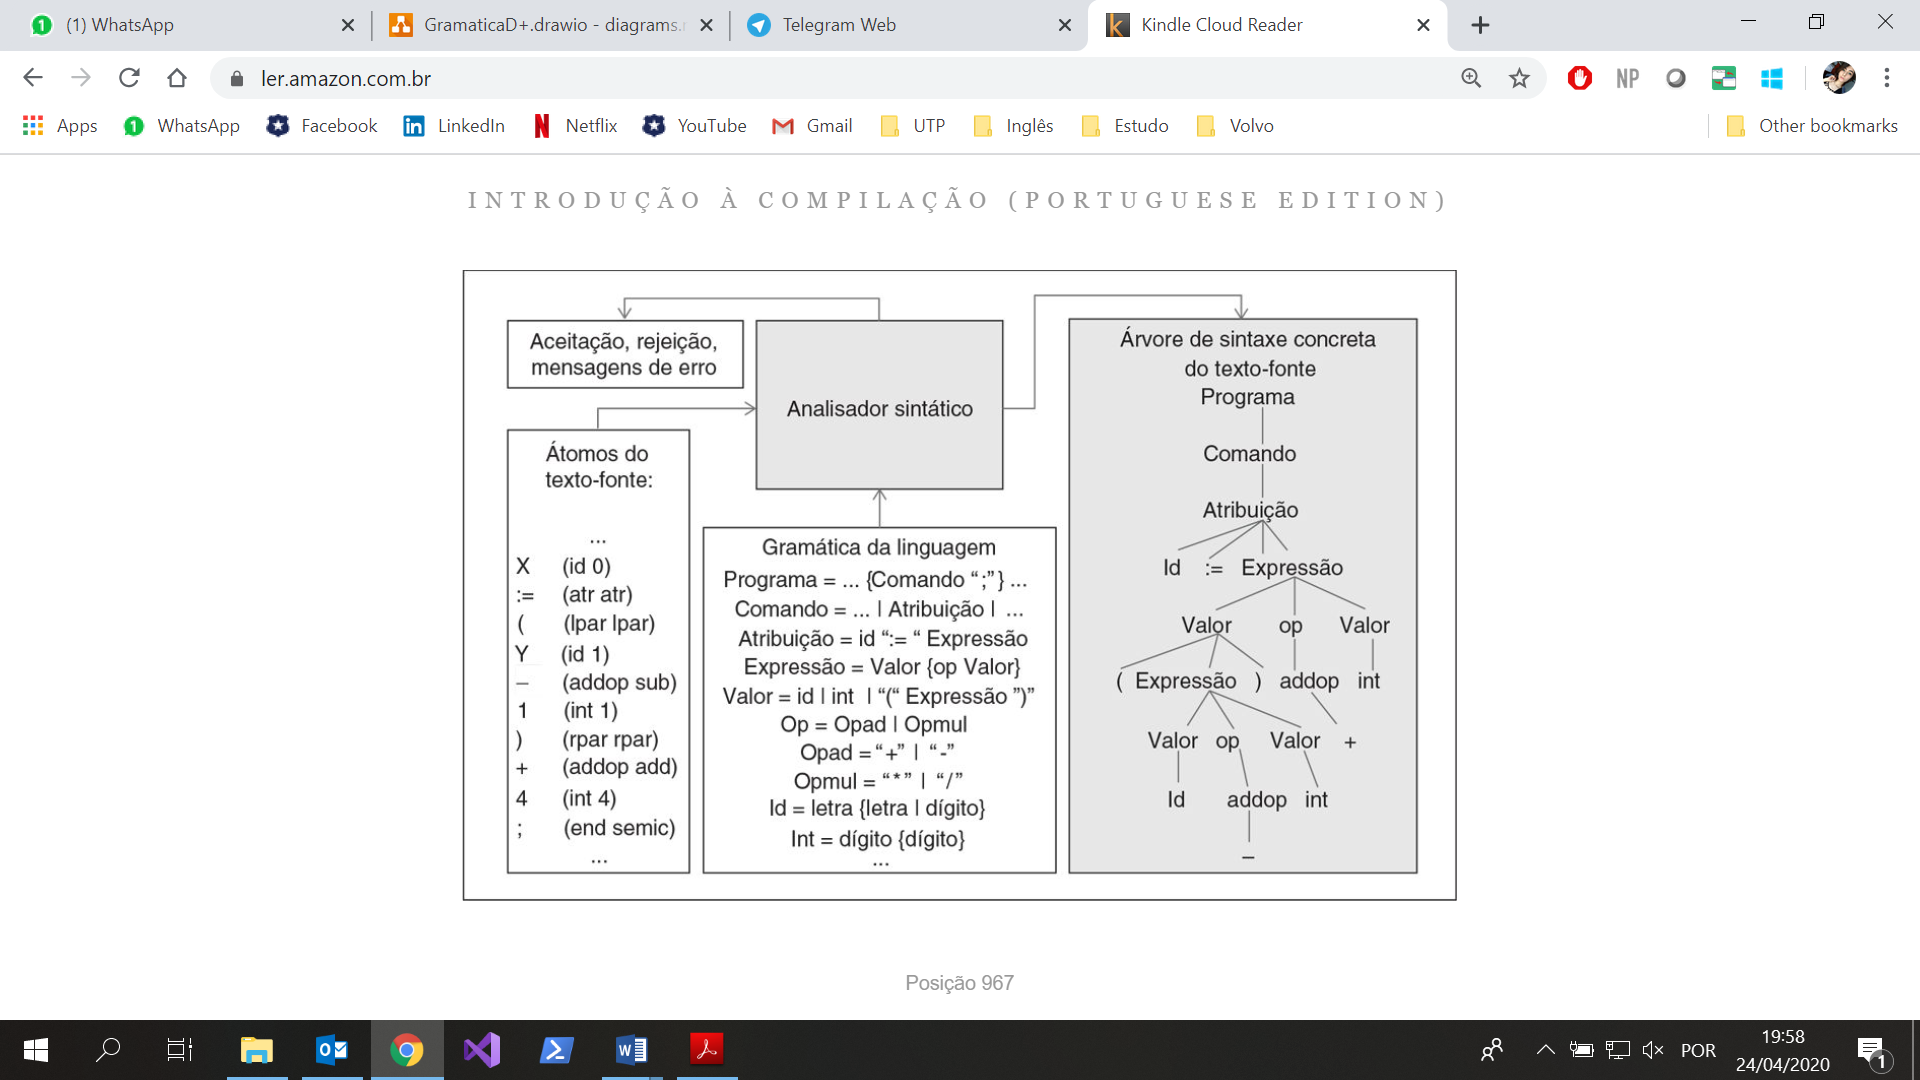 (1) WhatsApp
GramaticaD+.drawio - diagrams.
Telegram Web
Kindle Cloud Reader
ler.amazon.com.br
NP
Apps
WhatsApp
Facebook
LinkedIn
Netflix
YouTube
Gmail
UTP
Inglês
Estudo
Volvo
Other bookmarks
INTRODUÇÃO À COMPILAÇÃO (PORTUGUESE EDITION)
Aceitação, rejeição,
mensagens de erro
Analisador sintático
Átomos do
texto-fonte:
...
X (id 0)
:= (atr atr)
( (lpar lpar)
Y (id 1)
– (addop sub)
1 (int 1)
) (rpar rpar)
+ (addop add)
4 (int 4)
; (end semic)
...
Gramática da linguagem
Programa = ... {Comando “;”} ...
Comando = ... | Atribuição | ...
Atribuição = id “:= “ Expressão
Expressão = Valor {op Valor}
Valor = id | int | “(“ Expressão ”)”
Op = Opad | Opmul
Opad = “+” | “-”
Opmul = “*” | “/”
Id = letra {letra | dígito}
Int = dígito {dígito}
...
Árvore de sintaxe concreta
do texto-fonte
Programa
Comando
Atribuição
Id := Expressão
Valor op Valor
( Expressão ) addop int
Valor op Valor +
Id addop int
–
Posição 967
POR
19:58
24/04/2020
1